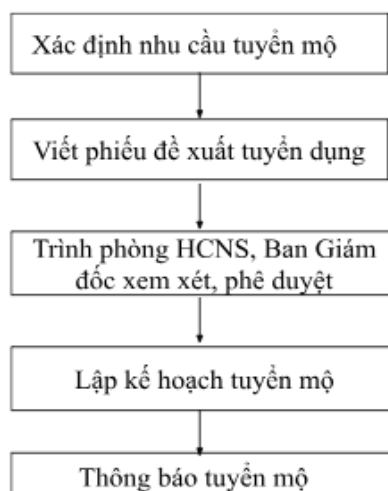 Xác định nhu cầu tuyển mộ
Viết phiếu đề xuất tuyển dụng
Trình phòng HCNS, Ban Giám
đốc xem xét, phê duyệt
Lập kế hoạch tuyển mộ
Thông báo tuyển mộ